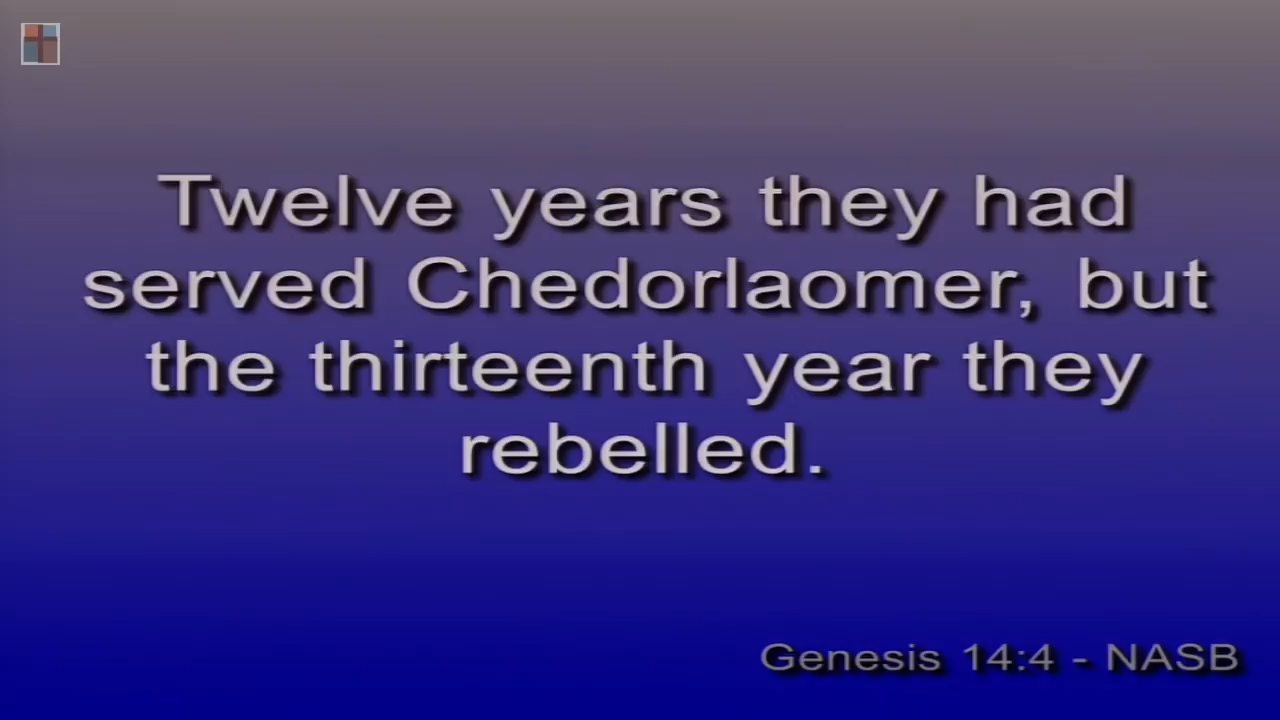 Twelve years they had
served Chedorlaomer, but
the thirteenth year they
rebelled.
Genesis 14:4 - NASB